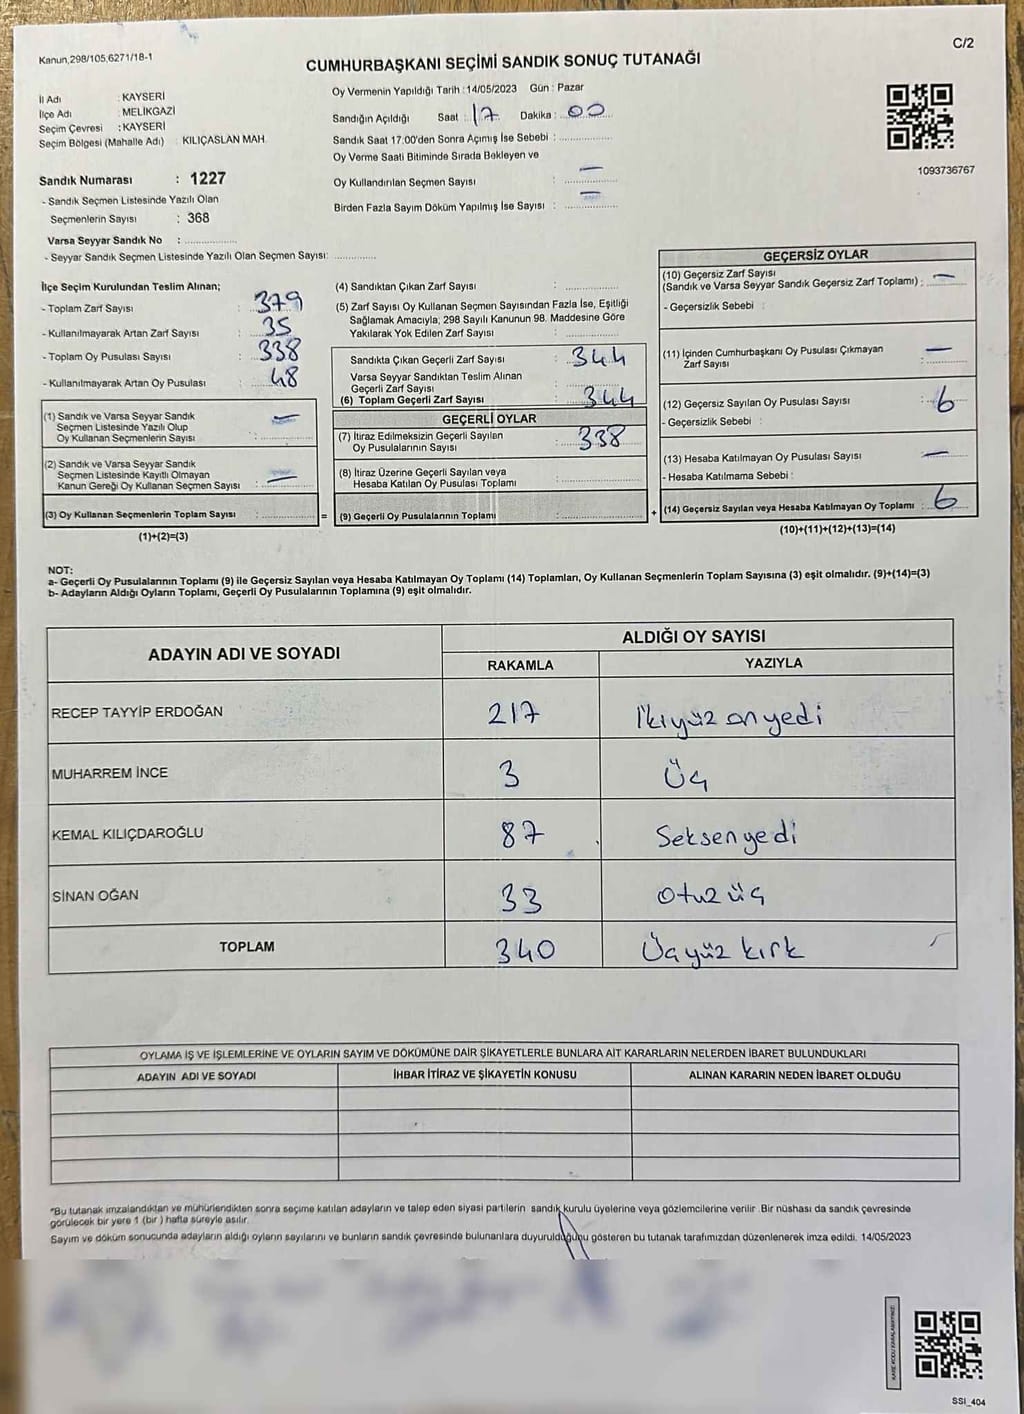 Kanun,298/105,6271/18-1
C/2
CUMHURBAŞKANI SEÇİMİ SANDIK SONUÇ TUTANAĞI
İl Adı : KAYSERİ
İlçe Adı : MELİKGAZİ
Seçim Çevresi : KAYSERİ
Seçim Bölgesi (Mahalle Adı) : KILIÇASLAN MAH.
Sandık Numarası : 1227
- Sandık Seçmen Listesinde Yazılı Olan
Seçmenlerin Sayısı : 368
Varsa Seyyar Sandık No : ................
- Seyyar Sandık Seçmen Listesinde Yazılı Olan Seçmen Sayısı: .............
Oy Vermenin Yapıldığı Tarih :14/05/2023 Gün : Pazar
Sandığın Açıldığı Saat : 17 Dakika : 00
Sandık Saat 17:00'den Sonra Açımış İse Sebebi : ................
Oy Verme Saati Bitiminde Sırada Bekleyen ve
Oy Kullandırılan Seçmen Sayısı : —
Birden Fazla Sayım Döküm Yapılmış İse Sayısı : —
1093736767
İlçe Seçim Kurulundan Teslim Alınan;
- Toplam Zarf Sayısı : 379
- Kullanılmayarak Artan Zarf Sayısı : 35
- Toplam Oy Pusulası Sayısı : 338
- Kullanılmayarak Artan Oy Pusulası : 48
(1) Sandık ve Varsa Seyyar Sandık
Seçmen Listesinde Yazılı Olup
Oy Kullanan Seçmenlerin Sayısı : —
(2) Sandık ve Varsa Seyyar Sandık
Seçmen Listesinde Kayıtlı Olmayan
Kanun Gereği Oy Kullanan Seçmen Sayısı : —
(3) Oy Kullanan Seçmenlerin Toplam Sayısı : ............ =
(1)+(2)=(3)
(4) Sandıktan Çıkan Zarf Sayısı : ............
(5) Zarf Sayısı Oy Kullanan Seçmen Sayısından Fazla İse, Eşitliği
Sağlamak Amacıyla, 298 Sayılı Kanunun 98. Maddesine Göre
Yakılarak Yok Edilen Zarf Sayısı : ............
Sandıkta Çıkan Geçerli Zarf Sayısı : 344
Varsa Seyyar Sandıktan Teslim Alınan
Geçerli Zarf Sayısı : ............
(6) Toplam Geçerli Zarf Sayısı : 344
GEÇERLİ OYLAR
(7) İtiraz Edilmeksizin Geçerli Sayılan
Oy Pusulalarının Sayısı : 338
(8) İtiraz Üzerine Geçerli Sayılan veya
Hesaba Katılan Oy Pusulası Toplamı : ............
(9) Geçerli Oy Pusulalarının Toplamı : ............ +
GEÇERSİZ OYLAR
(10) Geçersiz Zarf Sayısı
(Sandık ve Varsa Seyyar Sandık Geçersiz Zarf Toplamı) : —
- Geçersizlik Sebebi :
(11) İçinden Cumhurbaşkanı Oy Pusulası Çıkmayan
Zarf Sayısı : —
(12) Geçersiz Sayılan Oy Pusulası Sayısı : 6
- Geçersizlik Sebebi :
(13) Hesaba Katılmayan Oy Pusulası Sayısı : —
- Hesaba Katılmama Sebebi :
(14) Geçersiz Sayılan veya Hesaba Katılmayan Oy Toplamı : 6
(10)+(11)+(12)+(13)=(14)
NOT:
a- Geçerli Oy Pusulalarının Toplamı (9) ile Geçersiz Sayılan veya Hesaba Katılmayan Oy Toplamı (14) Toplamları, Oy Kullanan Seçmenlerin Toplam Sayısına (3) eşit olmalıdır. (9)+(14)=(3)
b- Adayların Aldığı Oyların Toplamı, Geçerli Oy Pusulalarının Toplamına (9) eşit olmalıdır.
ADAYIN ADI VE SOYADI ALDIĞI OY SAYISI
RAKAMLA YAZIYLA
RECEP TAYYİP ERDOĞAN 217 İkiyüz onyedi
MUHARREM İNCE 3 Üç
KEMAL KILIÇDAROĞLU 87 Seksenyedi
SİNAN OĞAN 33 otuz üç
TOPLAM 340 Üçyüz kırk
OYLAMA İŞ VE İŞLEMLERİNE VE OYLARIN SAYIM VE DÖKÜMÜNE DAİR ŞİKAYETLERLE BUNLARA AİT KARARLARIN NELERDEN İBARET BULUNDUKLARI
ADAYIN ADI VE SOYADI İHBAR İTİRAZ VE ŞİKAYETİN KONUSU ALINAN KARARIN NEDEN İBARET OLDUĞU
*Bu tutanak imzalandıktan ve mühürlendikten sonra seçime katılan adayların ve talep eden siyasi partilerin sandık kurulu üyelerine veya gözlemcilerine verilir .Bir nüshası da sandık çevresinde
görülecek bir yere 1 (bir ) hafta süreyle asılır.
Sayım ve döküm sonucunda adayların aldığı oyların sayılarını ve bunların sandık çevresinde bulunanlara duyurulduğunu gösteren bu tutanak tarafımızdan düzenlenerek imza edildi. 14/05/2023
KARE KODU KARALAMAYINIZ!
SSI_404